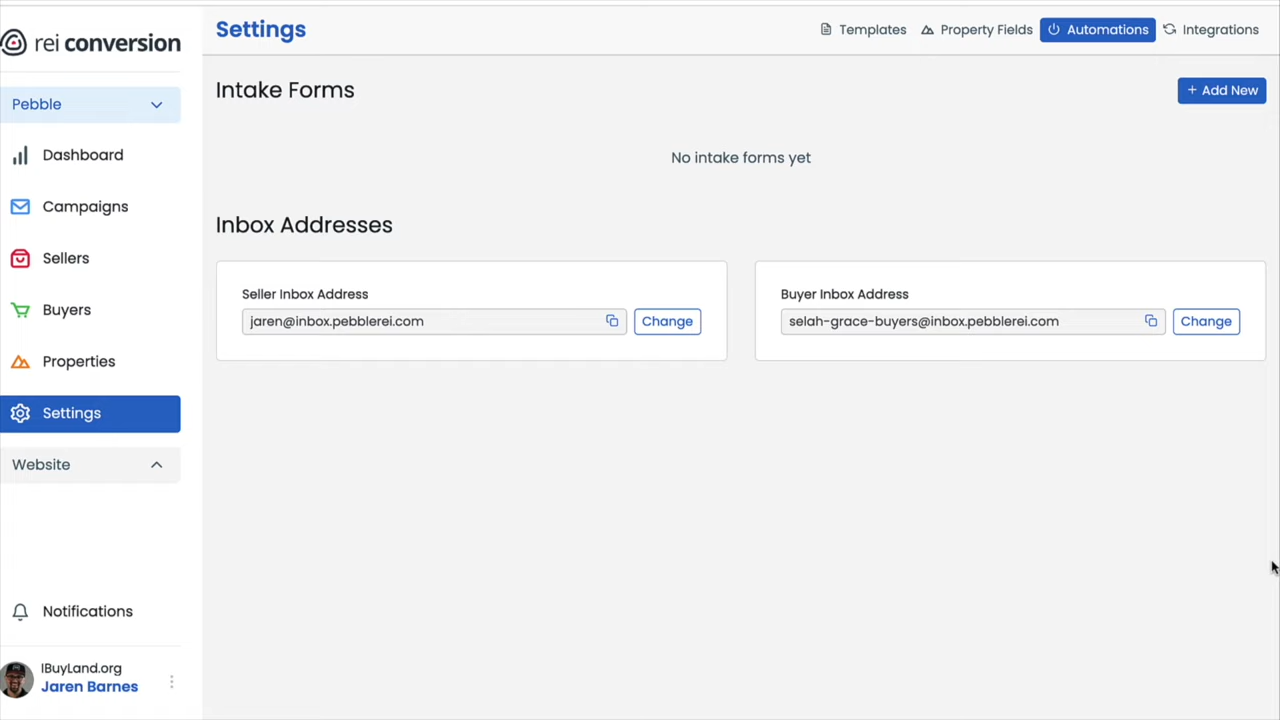 rei conversion
Pebble
Dashboard
Campaigns
Sellers
Buyers
Properties
Settings
Website
Notifications
IBuyLand.org
Jaren Barnes
Settings
Templates
Property Fields
Automations
Integrations
Intake Forms
+ Add New
No intake forms yet
Inbox Addresses
Seller Inbox Address
jaren@inbox.pebblerei.com
Change
Buyer Inbox Address
selah-grace-buyers@inbox.pebblerei.com
Change